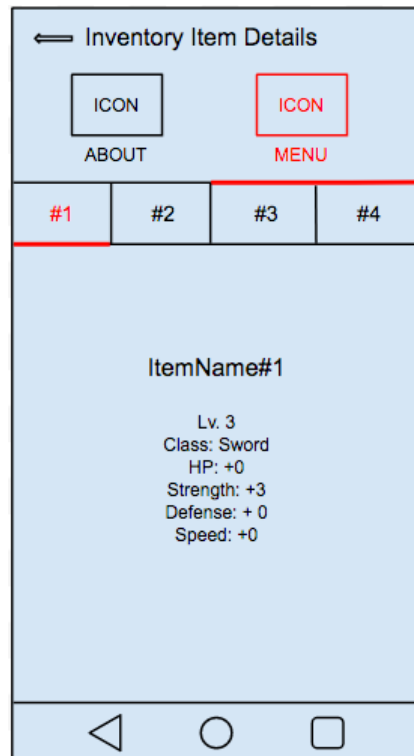 Inventory Item Details
ICON ICON
ABOUT MENU
#1 #2 #3 #4
ItemName#1
Lv. 3
Class: Sword
HP: +0
Strength: +3
Defense: + 0
Speed: +0